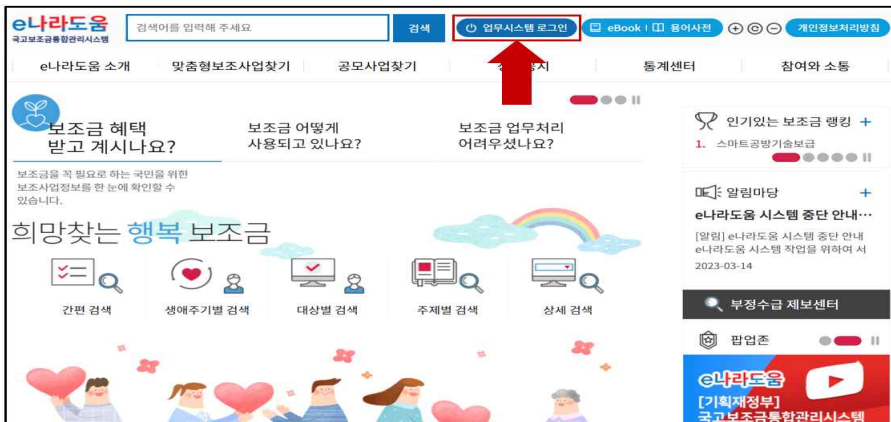 e나라도움
국고보조금통합관리시스템
검색어를 입력해 주세요
검색
업무시스템 로그인
eBook
용어사전
개인정보처리방침
e나라도움 소개
맞춤형보조사업찾기
공모사업찾기
통계센터
참여와 소통
보조금 혜택
받고 계시나요?
보조금 어떻게
사용되고 있나요?
보조금 업무처리
어려우셨나요?
보조금을 꼭 필요로 하는 국민을 위한
보조사업정보를 한 눈에 확인할 수
있습니다.
희망찾는 행복 보조금
간편 검색
생애주기별 검색
대상별 검색
주제별 검색
상세 검색
인기있는 보조금 랭킹 +
1. 스마트공방기술보급
알림마당 +
e나라도움 시스템 중단 안내…
[알림] e나라도움 시스템 중단 안내
e나라도움 시스템 작업을 위하여 서
2023-03-14
부정수급 제보센터
팝업존
e나라도움
[기획재정부]
국고보조금통합관리시스템